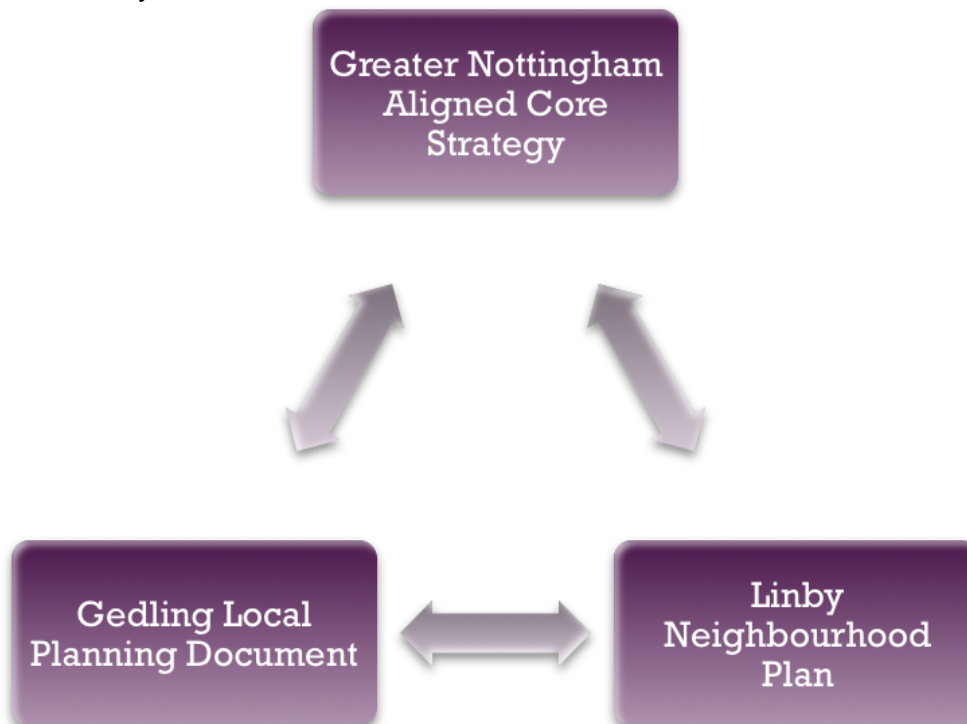 Greater Nottingham
Aligned Core
Strategy
Gedling Local
Planning Document
Linby
Neighbourhood
Plan